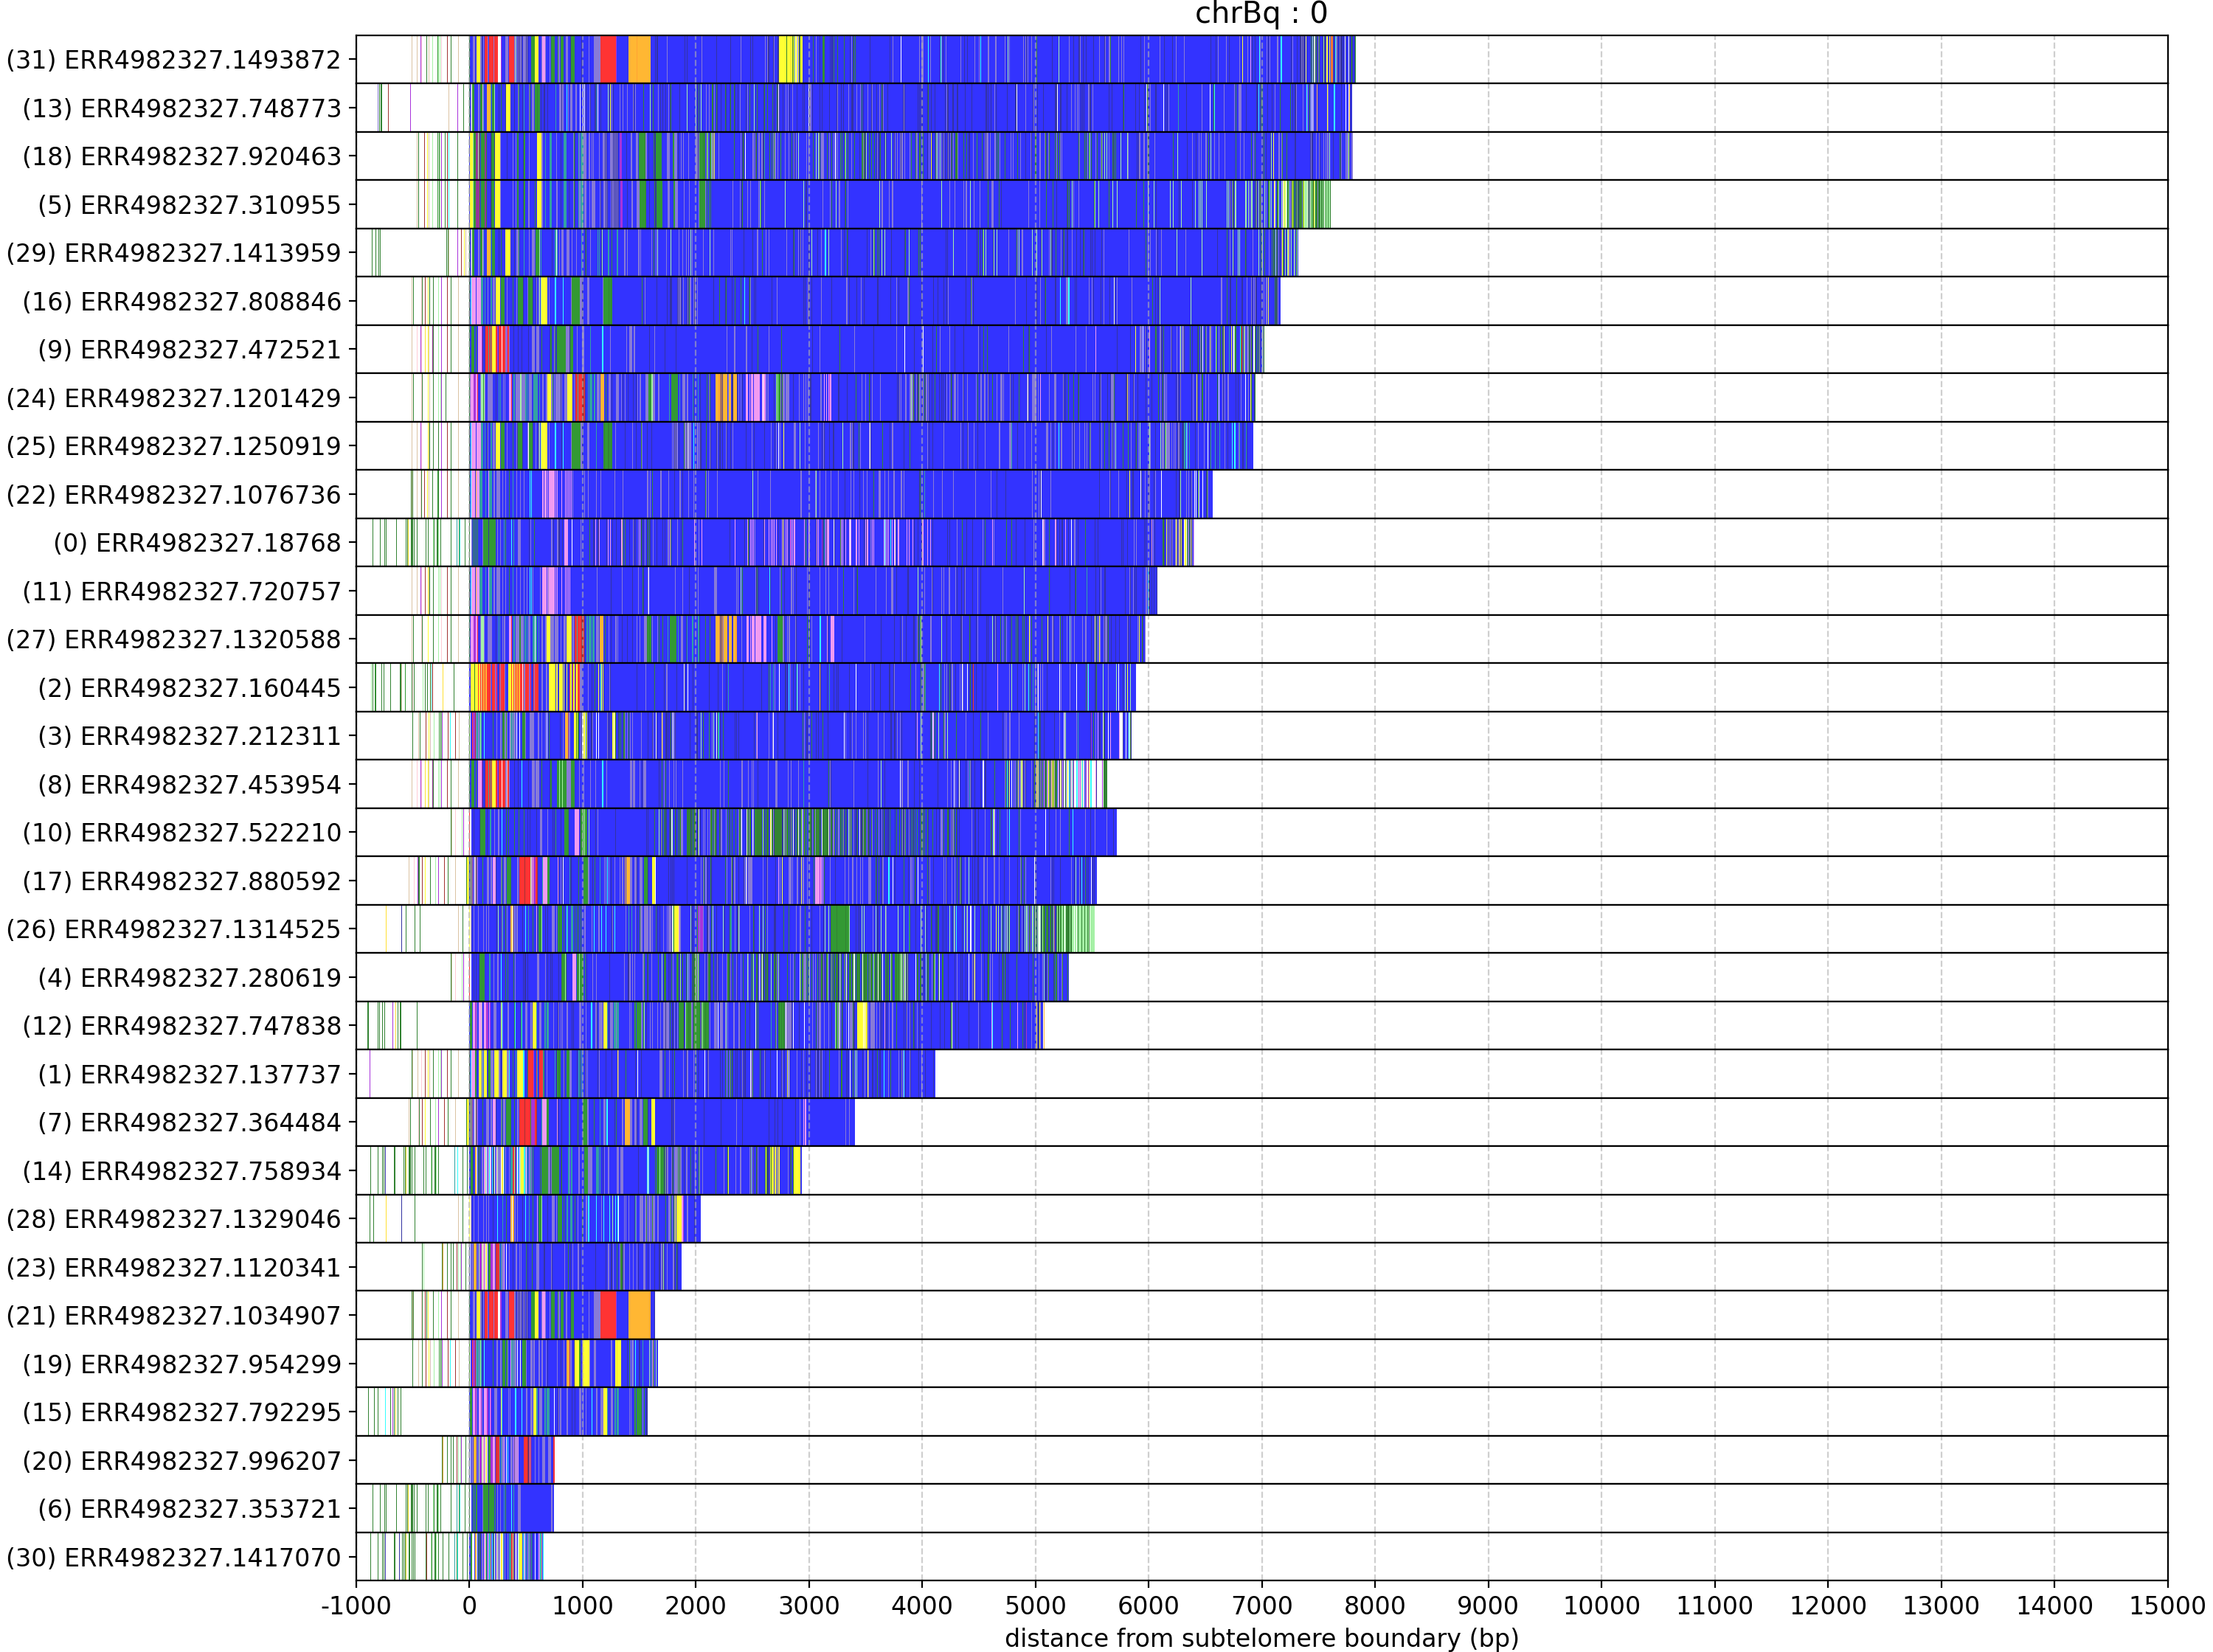 chrBq : 0
(31) ERR4982327.1493872
(13) ERR4982327.748773
(18) ERR4982327.920463
(5) ERR4982327.310955
(29) ERR4982327.1413959
(16) ERR4982327.808846
(9) ERR4982327.472521
(24) ERR4982327.1201429
(25) ERR4982327.1250919
(22) ERR4982327.1076736
(0) ERR4982327.18768
(11) ERR4982327.720757
(27) ERR4982327.1320588
(2) ERR4982327.160445
(3) ERR4982327.212311
(8) ERR4982327.453954
(10) ERR4982327.522210
(17) ERR4982327.880592
(26) ERR4982327.1314525
(4) ERR4982327.280619
(12) ERR4982327.747838
(1) ERR4982327.137737
(7) ERR4982327.364484
(14) ERR4982327.758934
(28) ERR4982327.1329046
(23) ERR4982327.1120341
(21) ERR4982327.1034907
(19) ERR4982327.954299
(15) ERR4982327.792295
(20) ERR4982327.996207
(6) ERR4982327.353721
(30) ERR4982327.1417070
-1000 0 1000 2000 3000 4000 5000 6000 7000 8000 9000 10000 11000 12000 13000 14000 15000
distance from subtelomere boundary (bp)